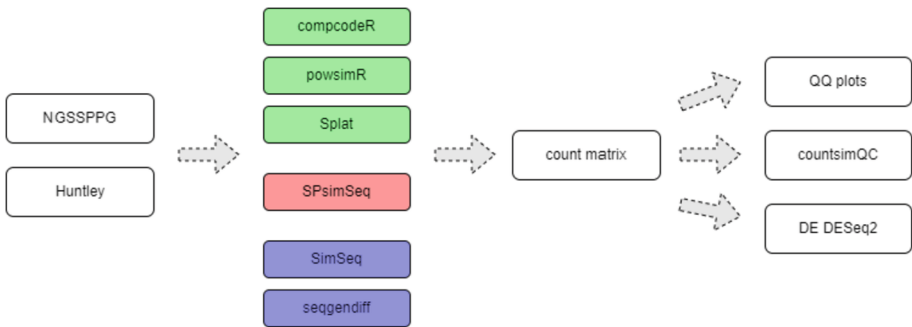 NGSSPPG
Huntley
compcodeR
powsimR
Splat
SPsimSeq
SimSeq
seqgendiff
count matrix
QQ plots
countsimQC
DE DESeq2